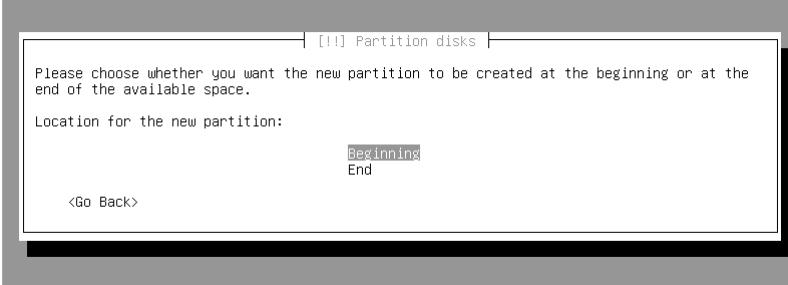 [!!] Partition disks
Please choose whether you want the new partition to be created at the beginning or at the
end of the available space.
Location for the new partition:
Beginning
End
<Go Back>